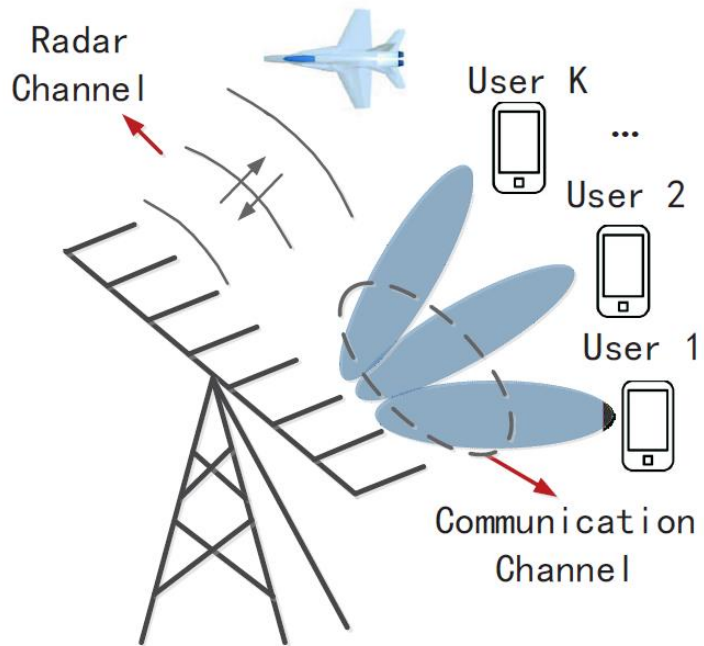 Radar
Channel
User K
...
User 2
User 1
Communication
Channel